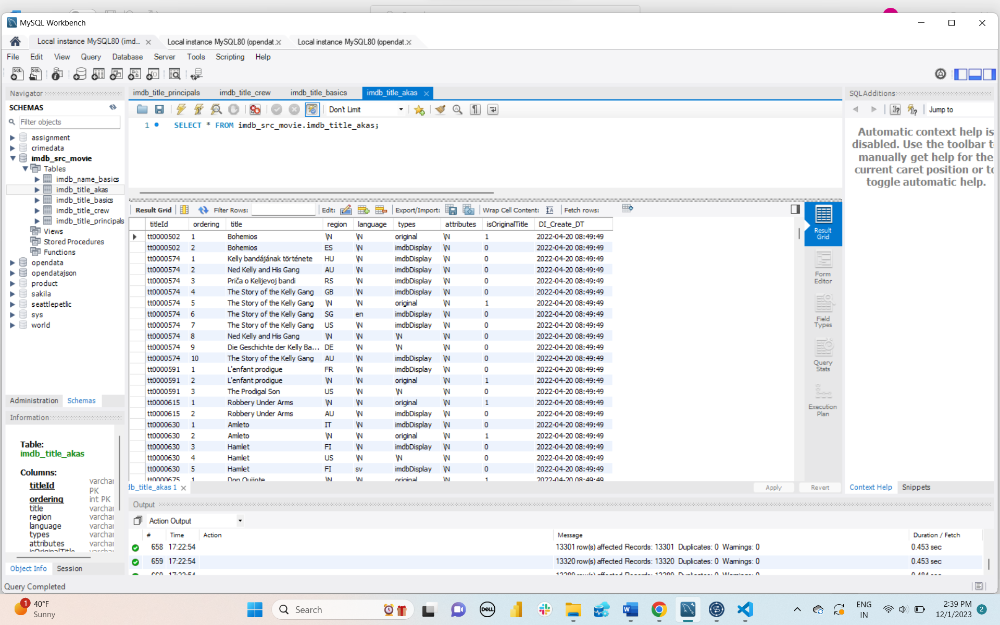 MySQL Workbench
Local instance MySQL80 (imd...
Local instance MySQL80 (opendat...
Local instance MySQL80 (opendat...
File Edit View Query Database Server Tools Scripting Help
Navigator
SCHEMAS
Filter objects
assignment
crimedata
imdb_src_movie
Tables
imdb_name_basics
imdb_title_akas
imdb_title_basics
imdb_title_crew
imdb_title_principals
Views
Stored Procedures
Functions
opendata
opendatajson
product
sakila
seattlepetlic
sys
world
Administration Schemas
Information
Table:
imdb_title_akas
Columns:
titleId varchar
PK
ordering int PK
title varchar
region varchar
language varchar
types varchar
attributes varchar
isOriginalTitle varchar
Object Info Session
Query Completed
imdb_title_principals imdb_title_crew imdb_title_basics imdb_title_akas
Don't Limit
1 SELECT * FROM imdb_src_movie.imdb_title_akas;
Result Grid Filter Rows: Edit: Export/Import: Wrap Cell Content: Fetch rows:
titleId ordering title region language types attributes isOriginalTitle DI_Create_DT
tt0000502 1 Bohemios \N \N original \N 1 2022-04-20 08:49:49
tt0000502 2 Bohemios ES \N imdbDisplay \N 0 2022-04-20 08:49:49
tt0000574 1 Kelly bandájának története HU \N imdbDisplay \N 0 2022-04-20 08:49:49
tt0000574 2 Ned Kelly and His Gang AU \N imdbDisplay \N 0 2022-04-20 08:49:49
tt0000574 3 Priča o Kelijevoj bandi RS \N imdbDisplay \N 0 2022-04-20 08:49:49
tt0000574 4 The Story of the Kelly Gang GB \N imdbDisplay \N 0 2022-04-20 08:49:49
tt0000574 5 The Story of the Kelly Gang \N \N original \N 1 2022-04-20 08:49:49
tt0000574 6 The Story of the Kelly Gang SG en imdbDisplay \N 0 2022-04-20 08:49:49
tt0000574 7 The Story of the Kelly Gang US \N imdbDisplay \N 0 2022-04-20 08:49:49
tt0000574 8 Ned Kelly and His Gang \N \N \N \N 0 2022-04-20 08:49:49
tt0000574 9 Die Geschichte der Kelly Ba... DE \N \N \N 0 2022-04-20 08:49:49
tt0000574 10 The Story of the Kelly Gang AU \N imdbDisplay \N 0 2022-04-20 08:49:49
tt0000591 1 L'enfant prodigue FR \N imdbDisplay \N 0 2022-04-20 08:49:49
tt0000591 2 L'enfant prodigue \N \N original \N 1 2022-04-20 08:49:49
tt0000591 3 The Prodigal Son US \N \N \N 0 2022-04-20 08:49:49
tt0000615 1 Robbery Under Arms \N \N original \N 1 2022-04-20 08:49:49
tt0000615 2 Robbery Under Arms AU \N imdbDisplay \N 0 2022-04-20 08:49:49
tt0000630 1 Amleto IT \N imdbDisplay \N 0 2022-04-20 08:49:49
tt0000630 2 Amleto \N \N original \N 1 2022-04-20 08:49:49
tt0000630 3 Hamlet FI \N imdbDisplay \N 0 2022-04-20 08:49:49
tt0000630 4 Hamlet US \N \N \N 0 2022-04-20 08:49:49
tt0000630 5 Hamlet FI sv imdbDisplay \N 0 2022-04-20 08:49:49
tt0000675 1 Don Quijote \N \N original \N 1 2022-04-20 08:49:49
db_title_akas 1
Apply Revert
Result Grid
Form Editor
Field Types
Query Stats
Execution Plan
SQLAdditions
Jump to
Automatic context help is
disabled. Use the toolbar t
manually get help for the
current caret position or to
toggle automatic help.
Context Help Snippets
Output
Action Output
# Time Action Message Duration / Fetch
658 17:22:54 13301 row(s) affected Records: 13301 Duplicates: 0 Warnings: 0 0.453 sec
659 17:22:54 13320 row(s) affected Records: 13320 Duplicates: 0 Warnings: 0 0.453 sec
660 17:22:54 13289 row(s) affected Records: 13289 Duplicates: 0 Warnings: 0 0.484 sec
1
40°F
Sunny
Search
DELL
ENG
IN
2:39 PM
12/1/2023
2